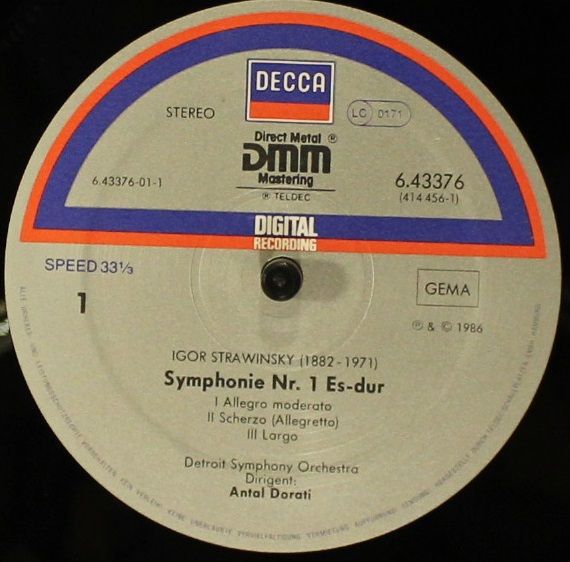 DECCA
STEREO
LC 0171
Direct Metal ®
DMM
Mastering
® TELDEC
6.43376-01-1
6.43376
(414 456-1)
DIGITAL
RECORDING
SPEED 33⅓
1
GEMA
℗ & © 1986
IGOR STRAWINSKY (1882-1971)
Symphonie Nr. 1 Es-dur
I Allegro moderato
II Scherzo (Allegretto)
III Largo
Detroit Symphony Orchestra
Dirigent:
Antal Dorati